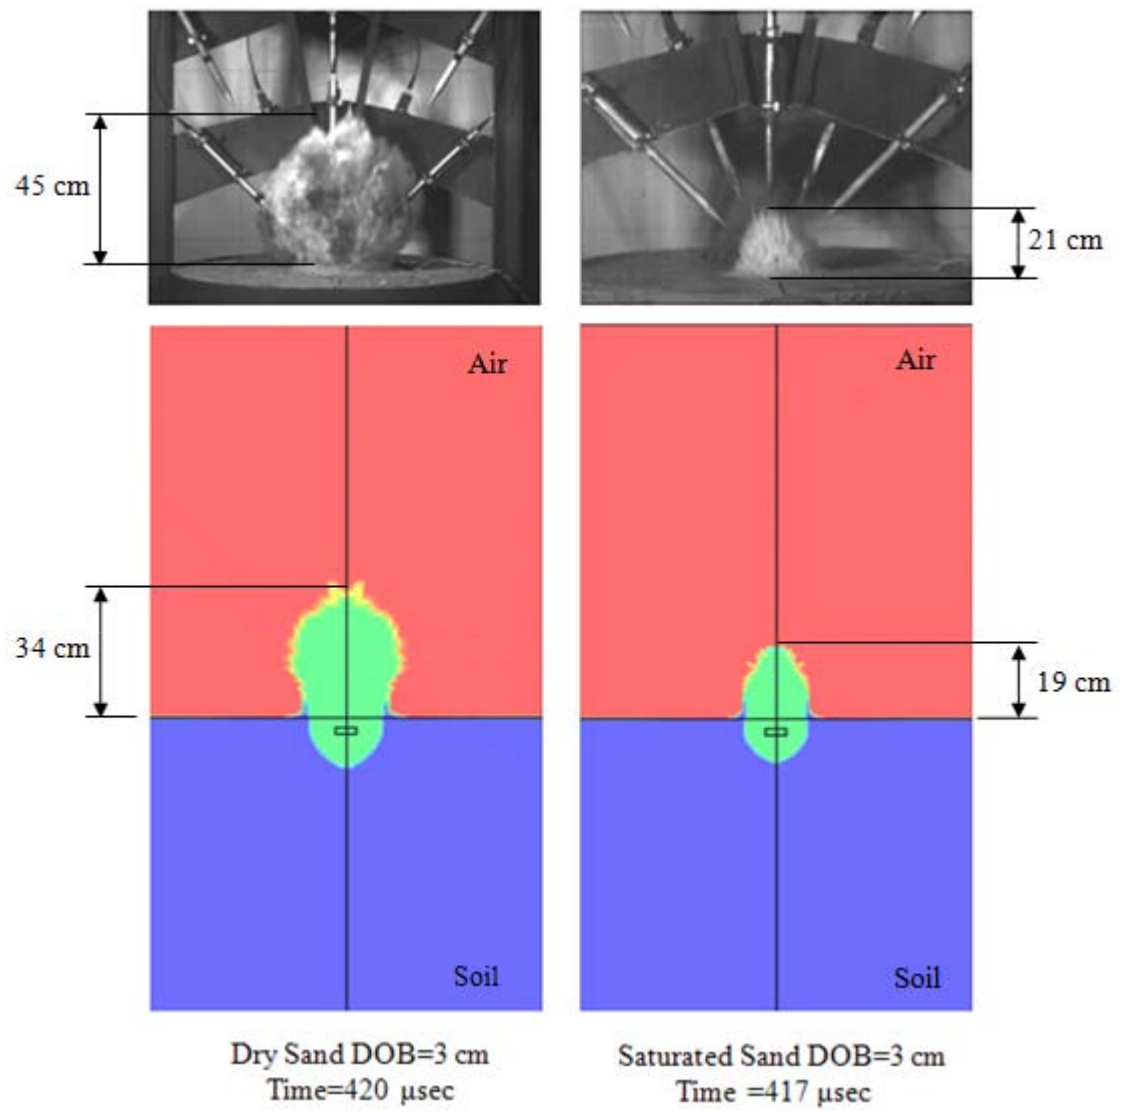 45 cm
21 cm
Air
Air
34 cm
19 cm
Soil
Soil
Dry Sand DOB=3 cm
Time=420 μsec
Saturated Sand DOB=3 cm
Time =417 μsec